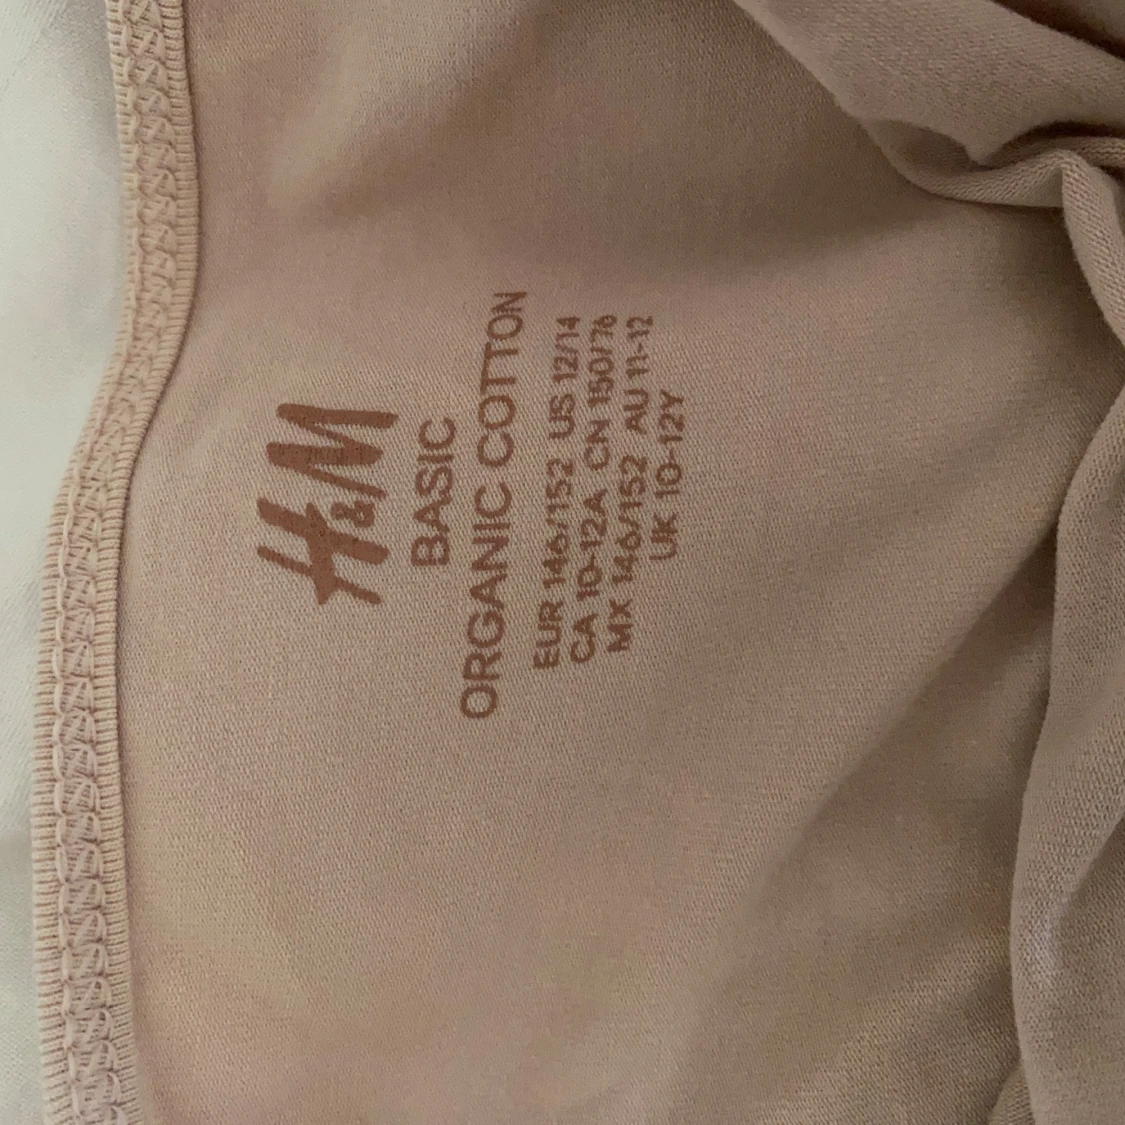 H&M
BASIC
ORGANIC COTTON
EUR 146/152 US 12/14
CA 10-12A CN 150/76
MX 146/152 AU 11-12
UK 10-12Y